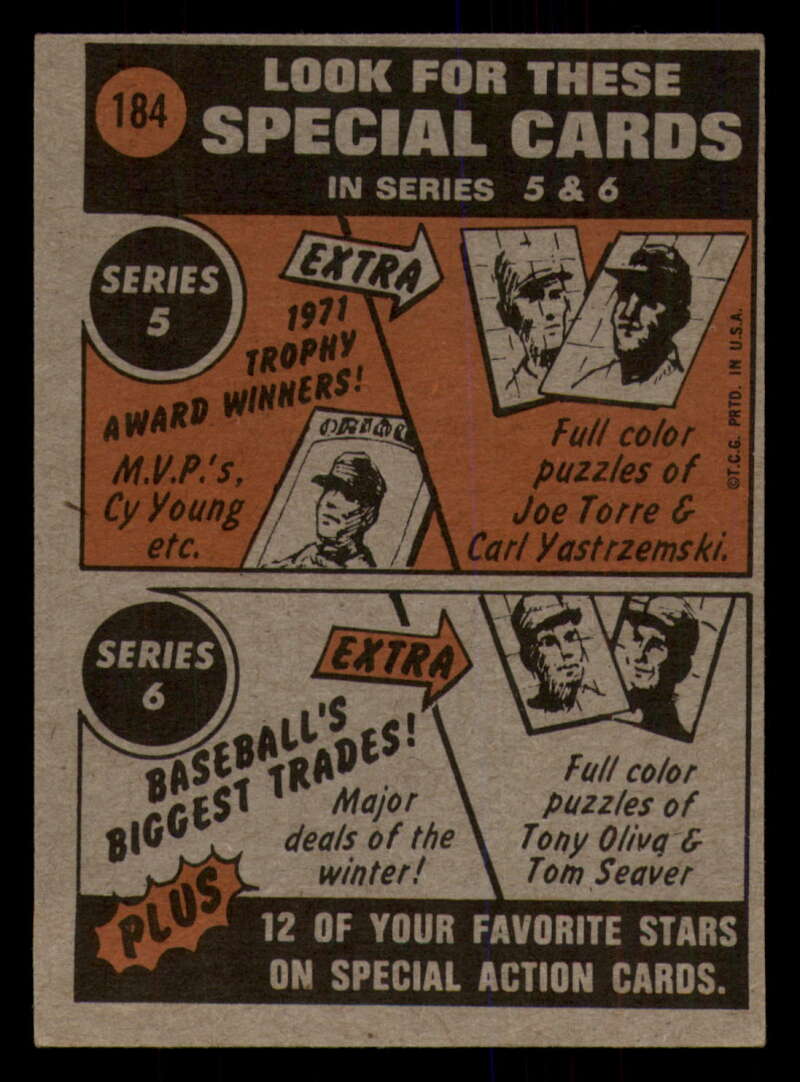 184
LOOK FOR THESE
SPECIAL CARDS
IN SERIES 5 & 6
SERIES
5
EXTRA
1971
TROPHY
AWARD WINNERS!
M.V.P.'s,
Cy Young
etc.
Full color
puzzles of
Joe Torre &
Carl Yastrzemski.
©T.C.G. PRTD. IN U.S.A.
SERIES
6
EXTRA
BASEBALL'S
BIGGEST TRADES!
Major
deals of the
winter!
Full color
puzzles of
Tony Oliva &
Tom Seaver
PLUS
12 OF YOUR FAVORITE STARS
ON SPECIAL ACTION CARDS.